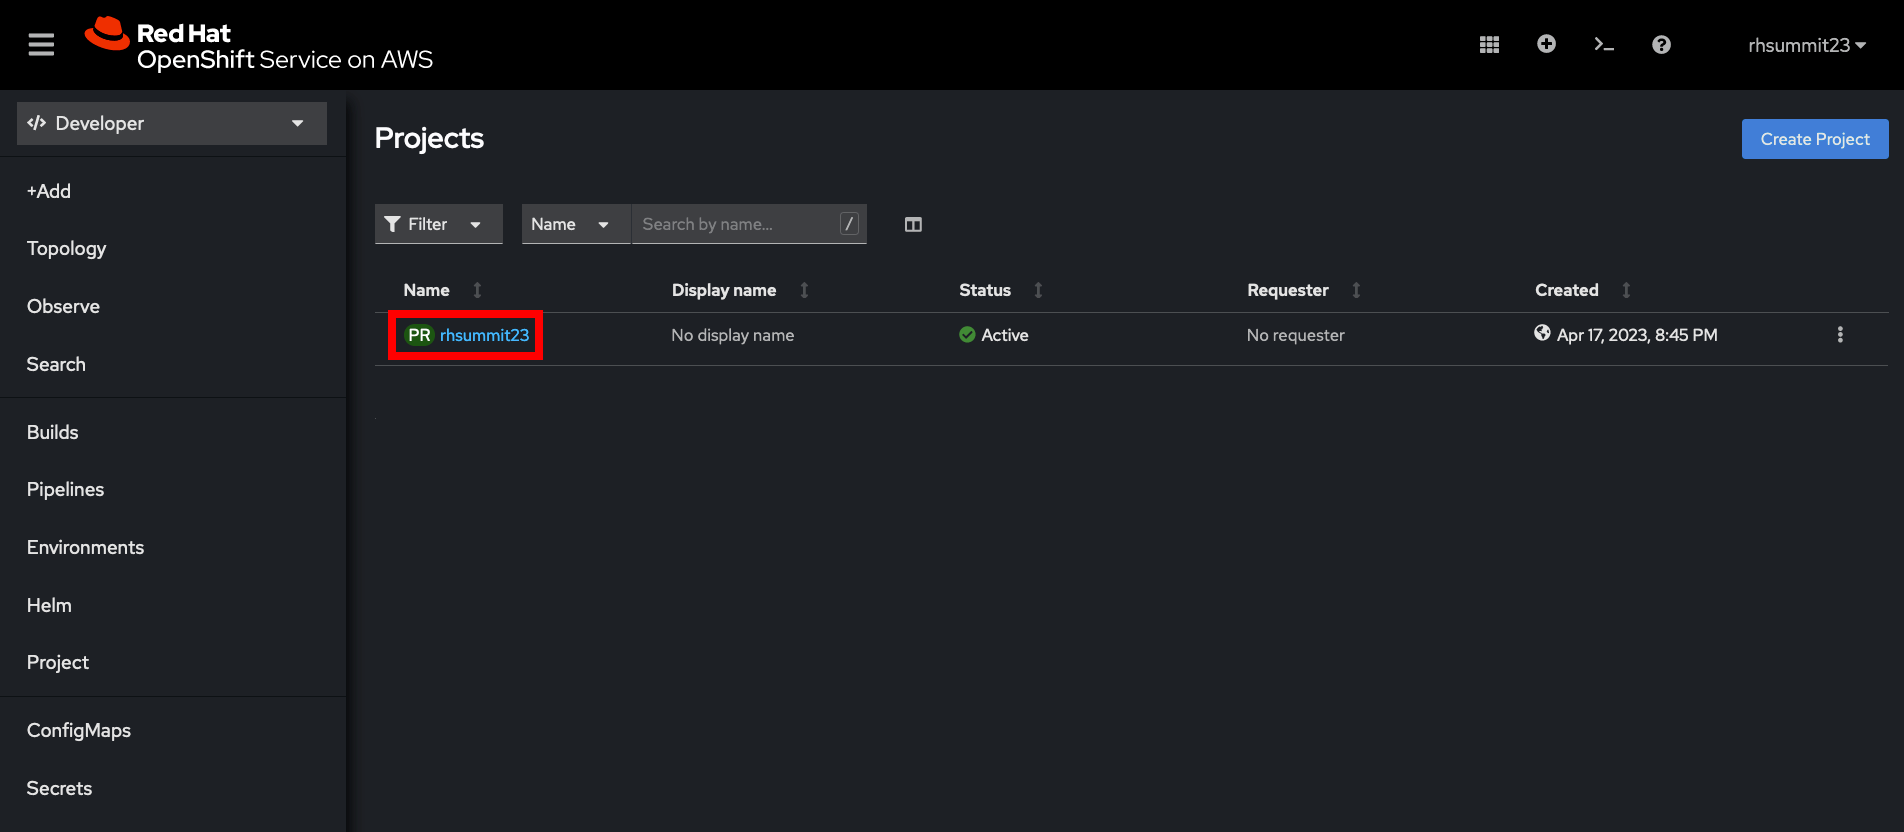 Red Hat
OpenShift Service on AWS
rhsummit23
Developer
+Add
Topology
Observe
Search
Builds
Pipelines
Environments
Helm
Project
ConfigMaps
Secrets
Projects
Create Project
Filter Name Search by name... /
Name Display name Status Requester Created
PR rhsummit23 No display name Active No requester Apr 17, 2023, 8:45 PM